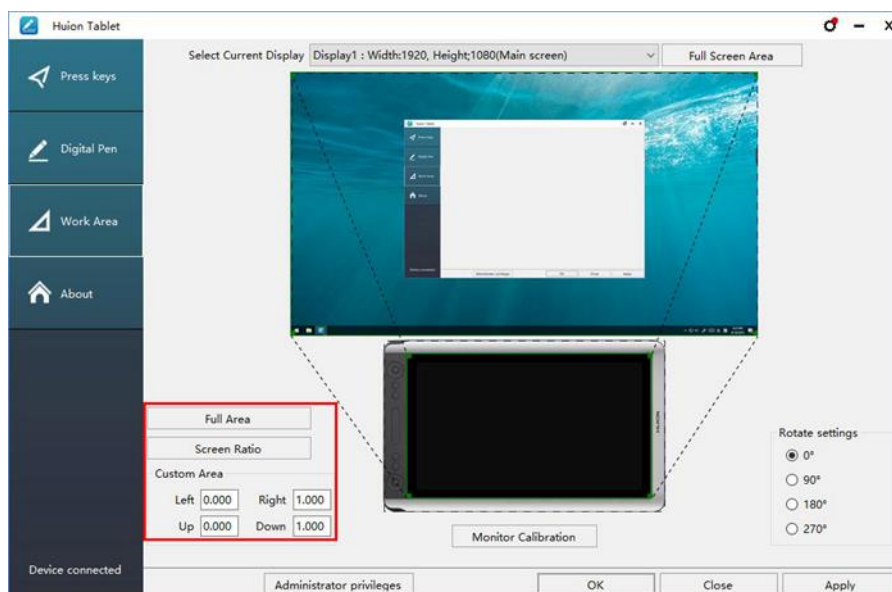 Huion Tablet
Press keys
Digital Pen
Work Area
About
Device connected
Select Current Display Display1 : Width:1920, Height;1080(Main screen)
Full Screen Area
Full Area
Screen Ratio
Custom Area
Left 0.000 Right 1.000
Up 0.000 Down 1.000
Monitor Calibration
Rotate settings
0°
90°
180°
270°
Administrator privileges
OK
Close
Apply